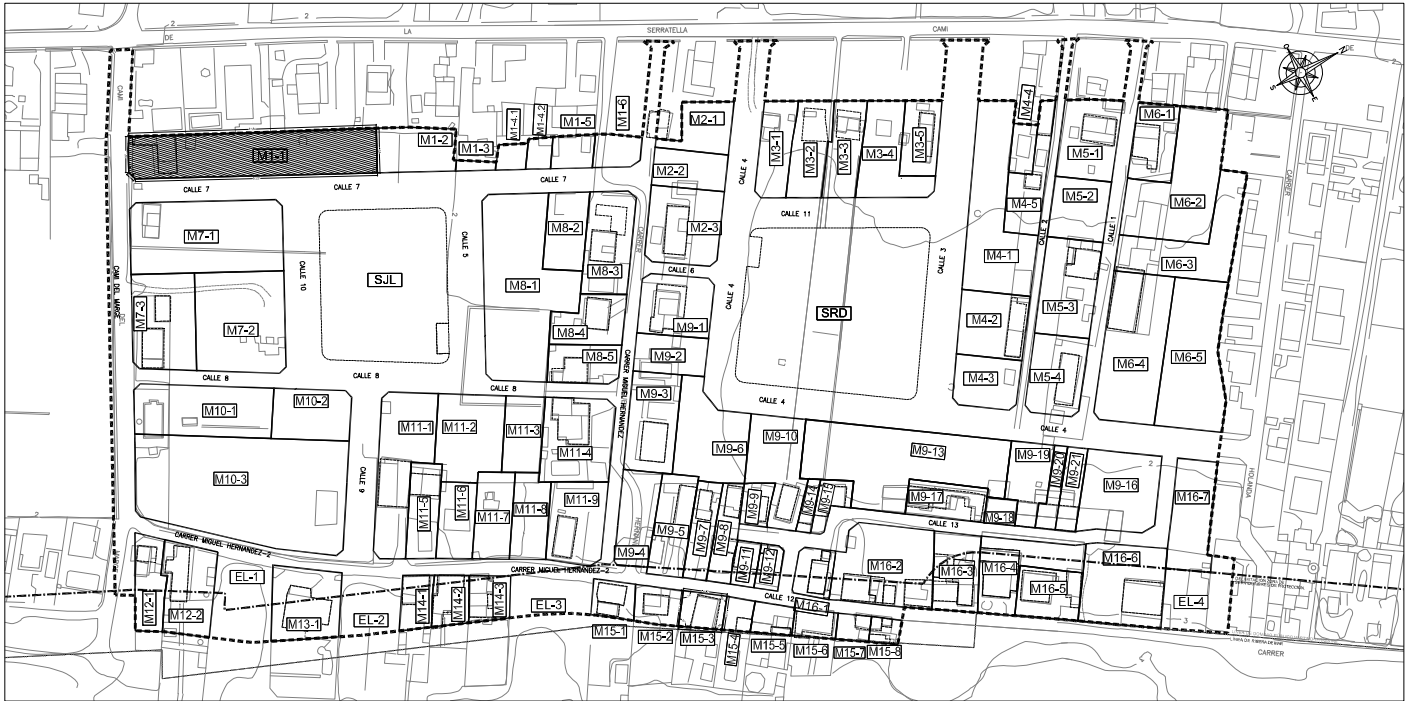 2
2
DE
LA
SERRATELLA
CAMI
DE
2
N
S
E
O
CAMI
M1-1
M1-2
M1-3
M1-4.1
M1-4.2
M1-5
M1-6
M2-1
M2-2
M2-3
M3-1
M3-2
M3-3
M3-4
M3-5
M4-4
M4-5
M5-1
M5-2
M6-1
M6-2
M6-3
CARRER
CALLE 7
CALLE 7
CALLE 7
CALLE 4
CALLE 11
CALLE 3
CALLE 2
CALLE 1
M7-1
CALLE 10
SJL
2
CALLE 5
M8-1
M8-2
M8-3
CARRER
CALLE 6
CALLE 4
SRD
M4-1
M4-2
M4-3
M5-3
M5-4
M6-4
M6-5
CAMI DEL MARGE
DEL
M7-3
M7-2
M8-4
M8-5
M9-1
M9-2
M9-3
CARRER MIGUEL HERNANDEZ
CALLE 8
CALLE 8
CALLE 8
CALLE 4
CALLE 4
M10-1
M10-2
M10-3
CALLE 9
M11-1
M11-2
M11-3
M11-4
M11-5
M11-6
M11-7
M11-8
M11-9
M9-6
M9-10
M9-13
M9-19
M9-20
M9-21
M9-16
2
M16-7
HOLANDA
2
M9-5
M9-7
M9-8
M9-9
M9-14
M9-15
M9-17
M9-18
CALLE 13
M9-4
M9-11
M9-12
CARRER MIGUEL HERNANDEZ-2
CARRER MIGUEL HERNANDEZ-2
CALLE 12
M12-1
M12-2
EL-1
M13-1
EL-2
M14-1
M14-2
M14-3
EL-3
M15-1
M15-2
M15-3
M15-4
M15-5
M15-6
M15-7
M15-8
M16-1
M16-2
M16-3
M16-4
M16-5
M16-6
EL-4
3
CARRER